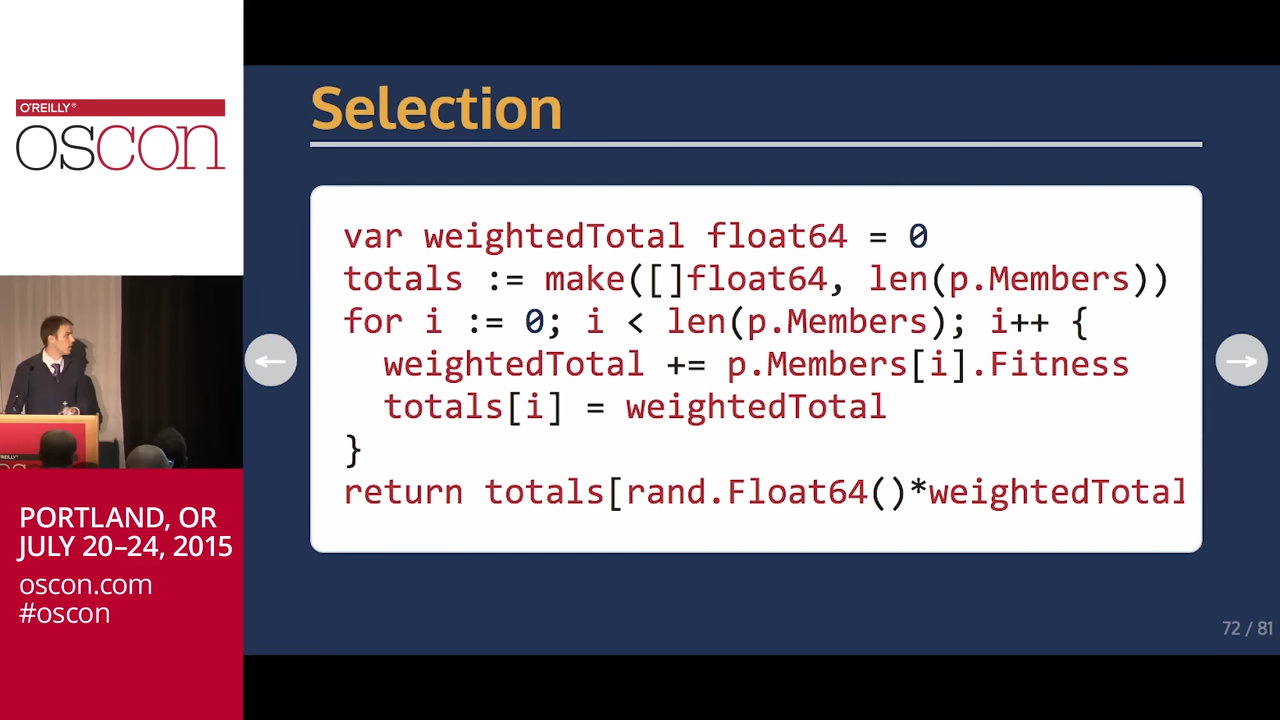 O'REILLY®
oscon
PORTLAND, OR
JULY 20–24, 2015
oscon.com
#oscon
Selection
var weightedTotal float64 = 0
totals := make([]float64, len(p.Members))
for i := 0; i < len(p.Members); i++ {
  weightedTotal += p.Members[i].Fitness
  totals[i] = weightedTotal
}
return totals[rand.Float64()*weightedTotal
←
→
72 / 81